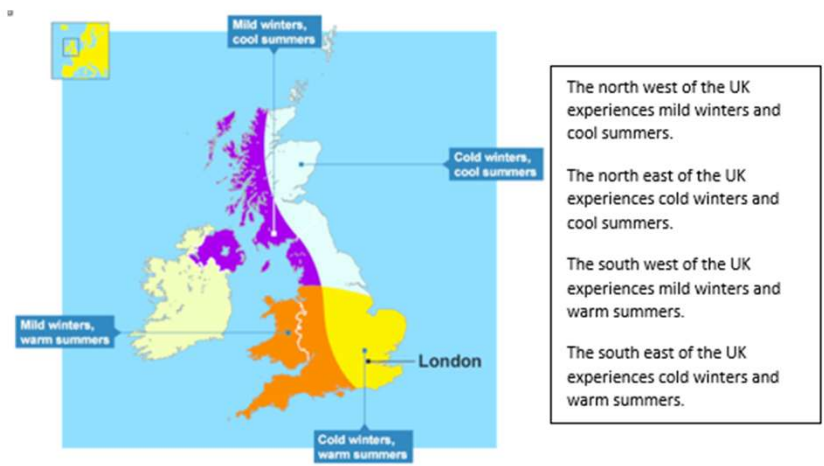 Mild winters,
cool summers
Cold winters,
cool summers
Mild winters,
warm summers
London
Cold winters,
warm summers
The north west of the UK
experiences mild winters and
cool summers.
The north east of the UK
experiences cold winters and
cool summers.
The south west of the UK
experiences mild winters and
warm summers.
The south east of the UK
experiences cold winters and
warm summers.